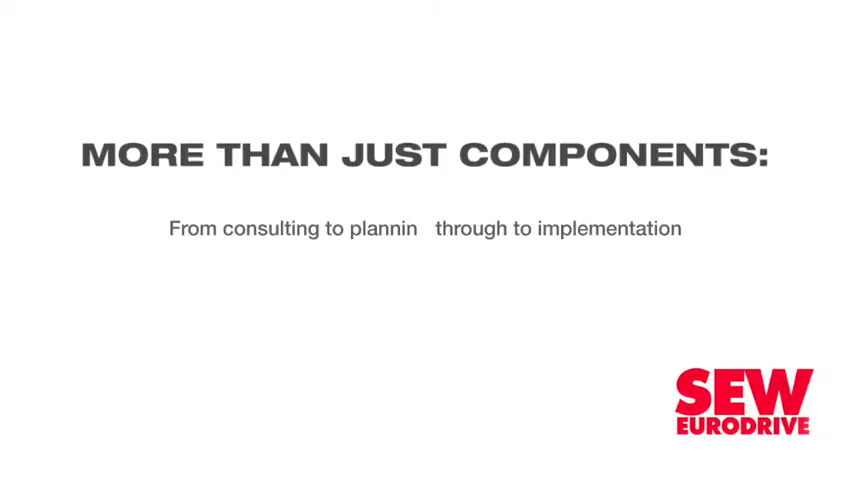 MORE THAN JUST COMPONENTS:
From consulting to plannin through to implementation
SEW
EURODRIVE